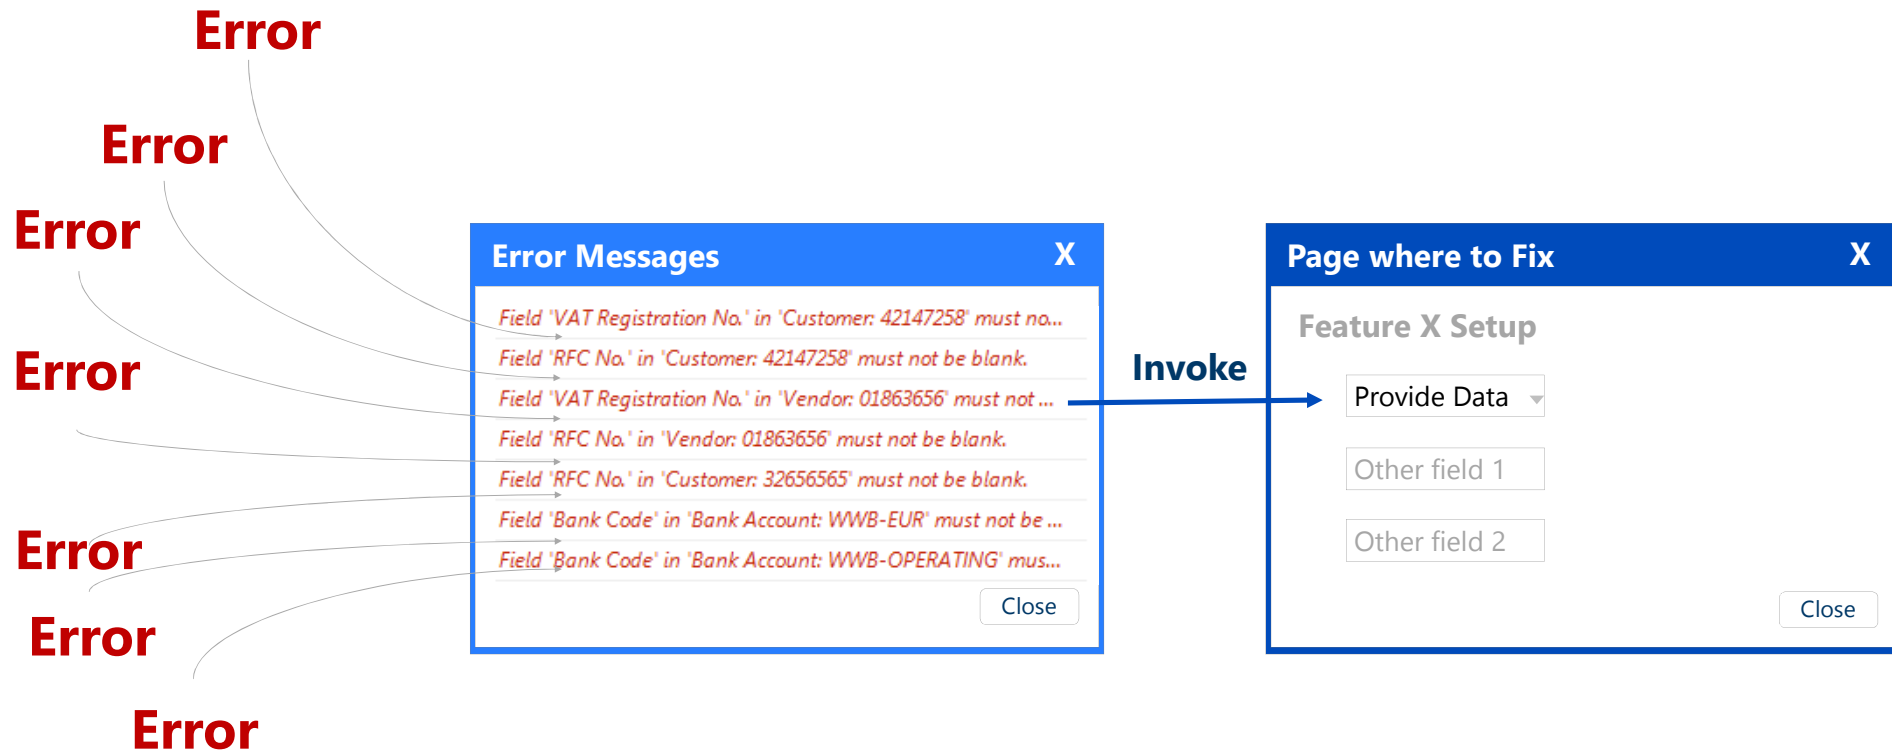 Error
Error
Error
Error
Error
Error
Error
Error Messages X
Field 'VAT Registration No.' in 'Customer: 42147258' must no...
Field 'RFC No.' in 'Customer: 42147258' must not be blank.
Field 'VAT Registration No.' in 'Vendor: 01863656' must not ...
Field 'RFC No.' in 'Vendor: 01863656' must not be blank.
Field 'RFC No.' in 'Customer: 32656565' must not be blank.
Field 'Bank Code' in 'Bank Account: WWB-EUR' must not be ...
Field 'Bank Code' in 'Bank Account: WWB-OPERATING' mus...
Close
Invoke
Page where to Fix X
Feature X Setup
Provide Data
Other field 1
Other field 2
Close